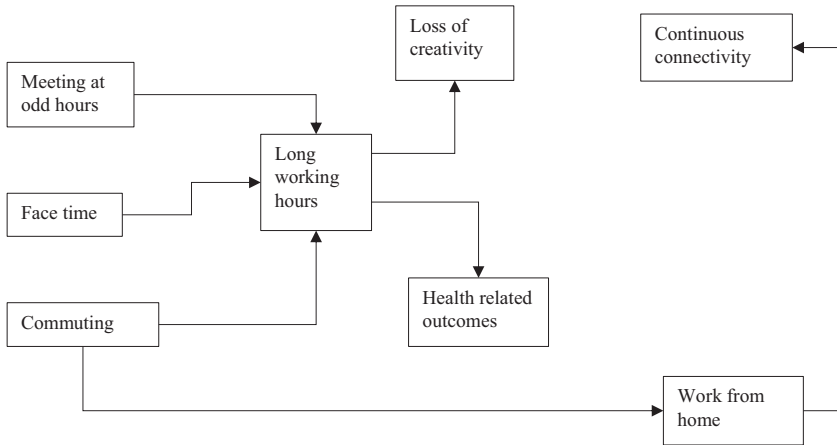 Loss of
creativity
Continuous
connectivity
Meeting at
odd hours
Long
working
hours
Face time
Health related
outcomes
Commuting
Work from
home